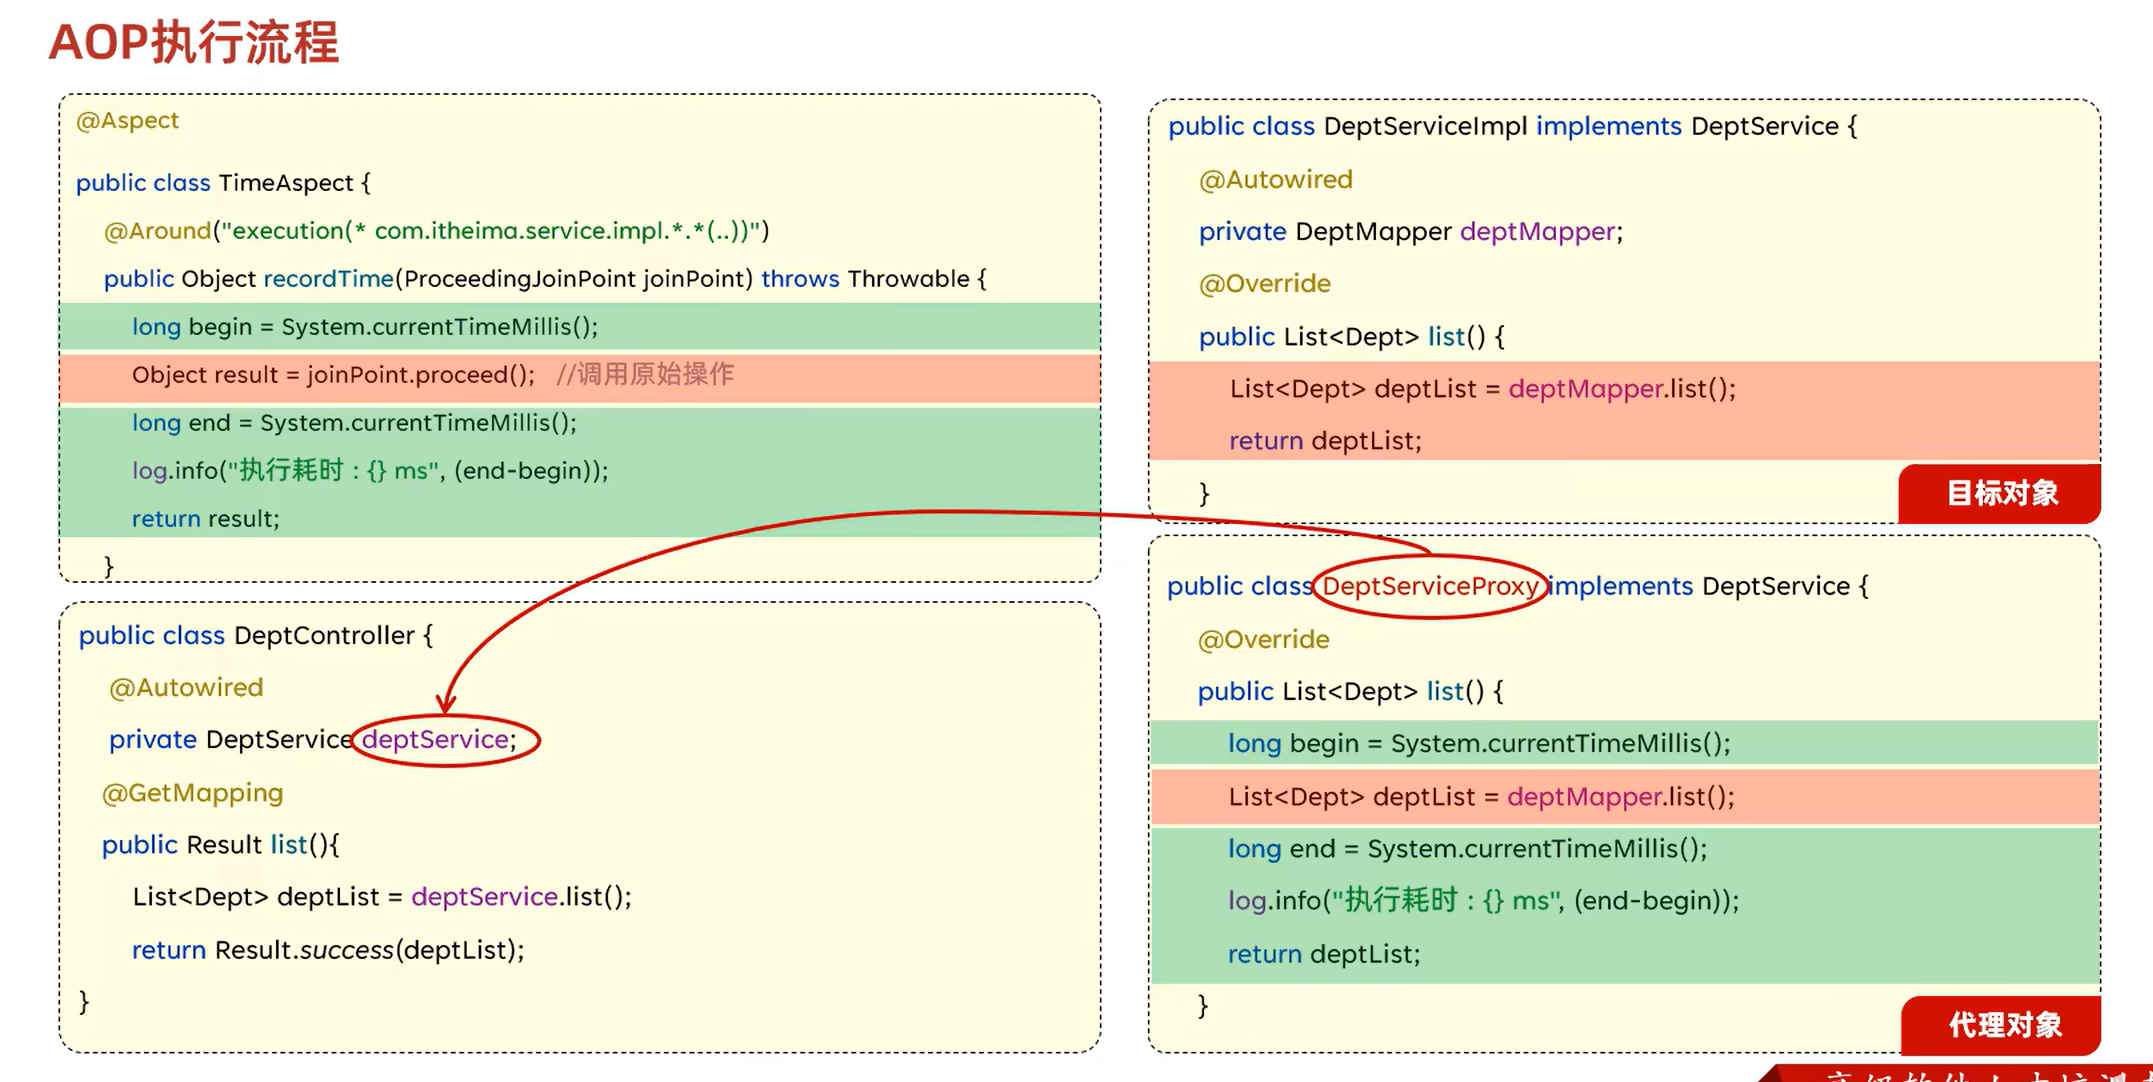 AOP执行流程
@Aspect
public class TimeAspect {
@Around("execution(* com.itheima.service.impl.*.*(..))")
public Object recordTime(ProceedingJoinPoint joinPoint) throws Throwable {
long begin = System.currentTimeMillis();
Object result = joinPoint.proceed();   //调用原始操作
long end = System.currentTimeMillis();
log.info("执行耗时 : {} ms", (end-begin));
return result;
}
public class DeptController {
@Autowired
private DeptService deptService;
@GetMapping
public Result list(){
List<Dept> deptList = deptService.list();
return Result.success(deptList);
}
public class DeptServiceImpl implements DeptService {
@Autowired
private DeptMapper deptMapper;
@Override
public List<Dept> list() {
List<Dept> deptList = deptMapper.list();
return deptList;
}
目标对象
public class DeptServiceProxy implements DeptService {
@Override
public List<Dept> list() {
long begin = System.currentTimeMillis();
List<Dept> deptList = deptMapper.list();
long end = System.currentTimeMillis();
log.info("执行耗时 : {} ms", (end-begin));
return deptList;
}
代理对象